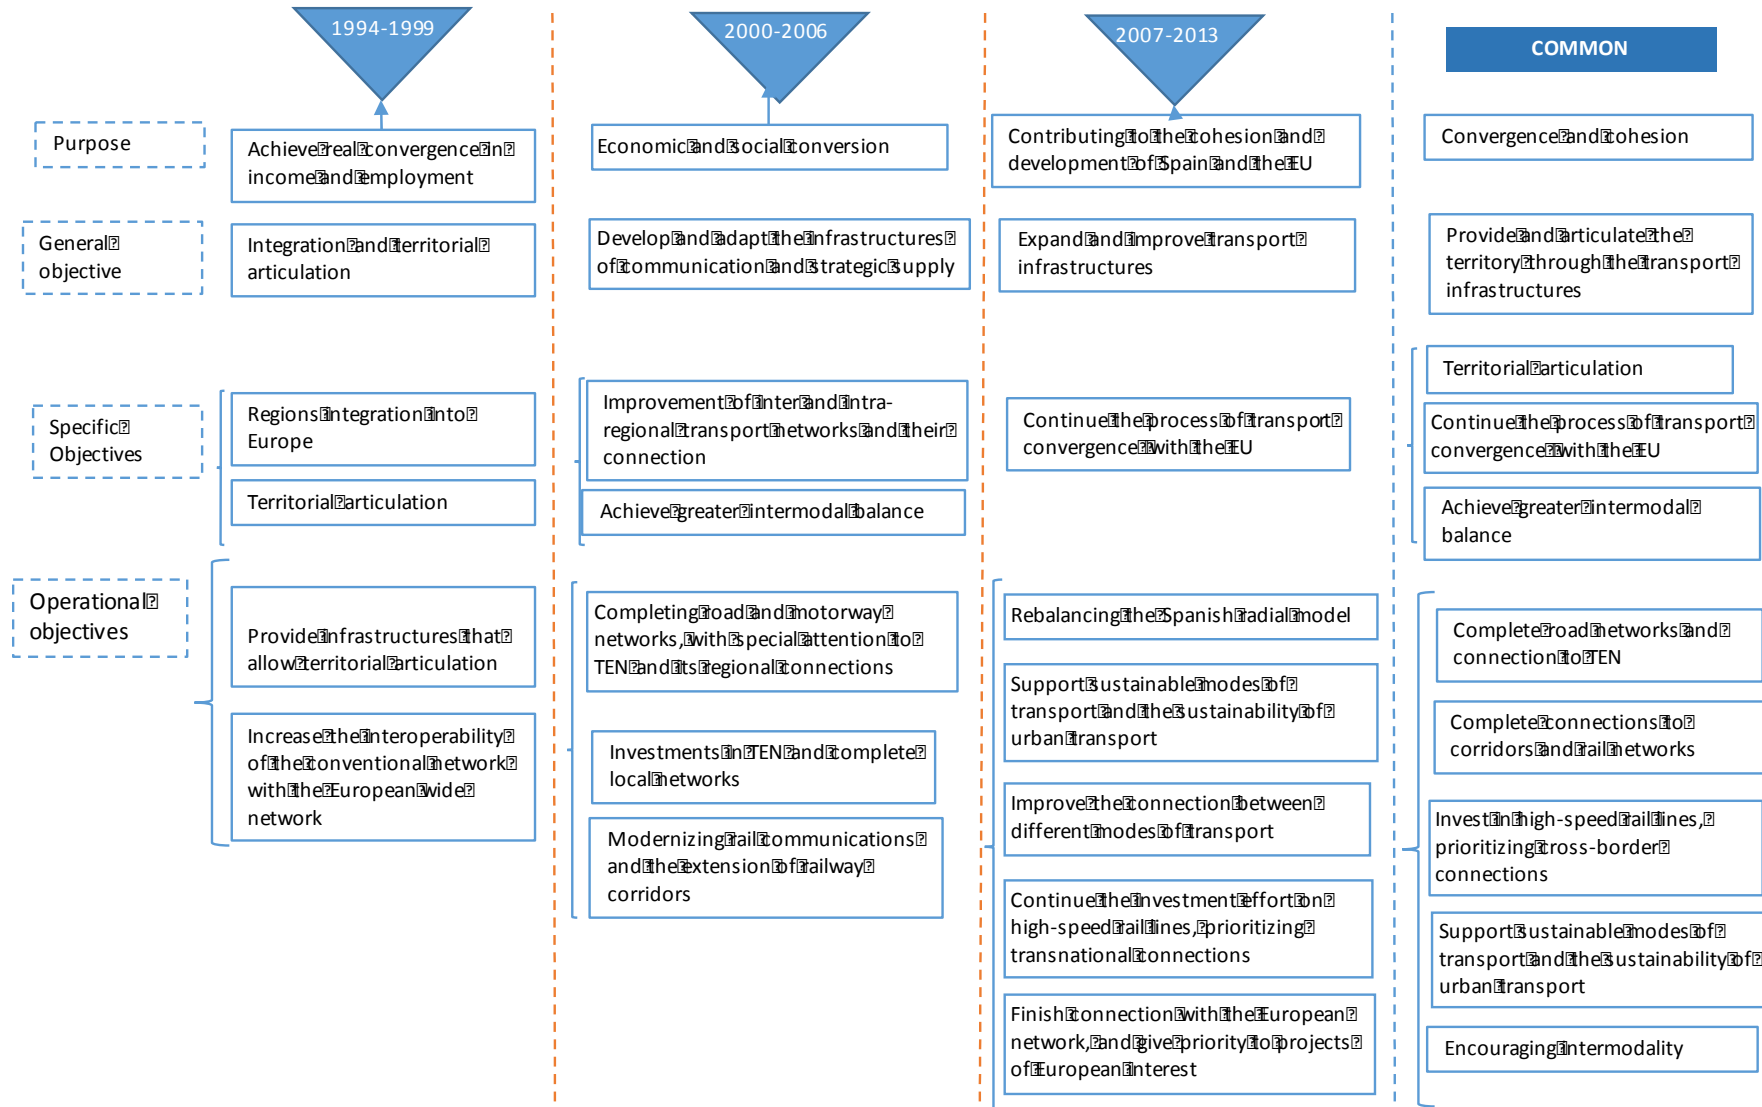 1994-1999
2000-2006
2007-2013
COMMON
Purpose
Achieve real convergence in
income and employment
Economic and social conversion
Contributing to the cohesion and
development of Spain and the EU
Convergence and cohesion
General
objective
Integration and territorial
articulation
Develop and adapt the infrastructures
of communication and strategic supply
Expand and improve transport
infrastructures
Provide and articulate the
territory through the transport
infrastructures
Specific
Objectives
Regions integration into
Europe
Territorial articulation
Improvement of inter and intra-
regional transport networks and their
connection
Achieve greater intermodal balance
Continue the process of transport
convergence with the EU
Territorial articulation
Continue the process of transport
convergence with the EU
Achieve greater intermodal
balance
Operational
objectives
Provide infrastructures that
allow territorial articulation
Increase the interoperability
of the conventional network
with the European wide
network
Completing road and motorway
networks, with special attention to
TEN and its regional connections
Investments in TEN and complete
local networks
Modernizing rail communications
and the extension of railway
corridors
Rebalancing the Spanish radial model
Support sustainable modes of
transport and the sustainability of
urban transport
Improve the connection between
different modes of transport
Continue the investment effort on
high-speed rail lines, prioritizing
transnational connections
Finish connection with the European
network, and give priority to projects
of European interest
Complete road networks and
connection to TEN
Complete connections to
corridors and rail networks
Invest in high-speed rail lines,
prioritizing cross-border
connections
Support sustainable modes of
transport and the sustainability of
urban transport
Encouraging intermodality